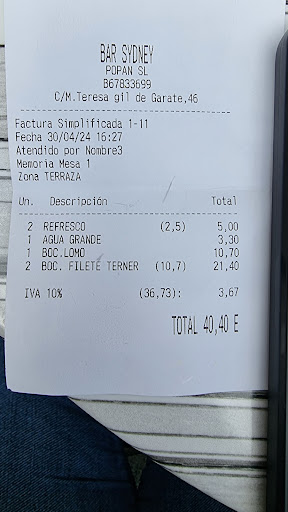 BAR SYDNEY
POPAN SL
B67833699
C/M.Teresa gil de Garate,46
Factura Simplificada 1-11
Fecha 30/04/24 16:27
Atendido por Nombre3
Memoria Mesa 1
Zona TERRAZA
Un. Descripción Total
2 REFRESCO (2,5) 5,00
1 AGUA GRANDE 3,30
1 BOC.LOMO 10,70
2 BOC. FILETE TERNER (10,7) 21,40
IVA 10% (36,73): 3,67
TOTAL 40,40 E